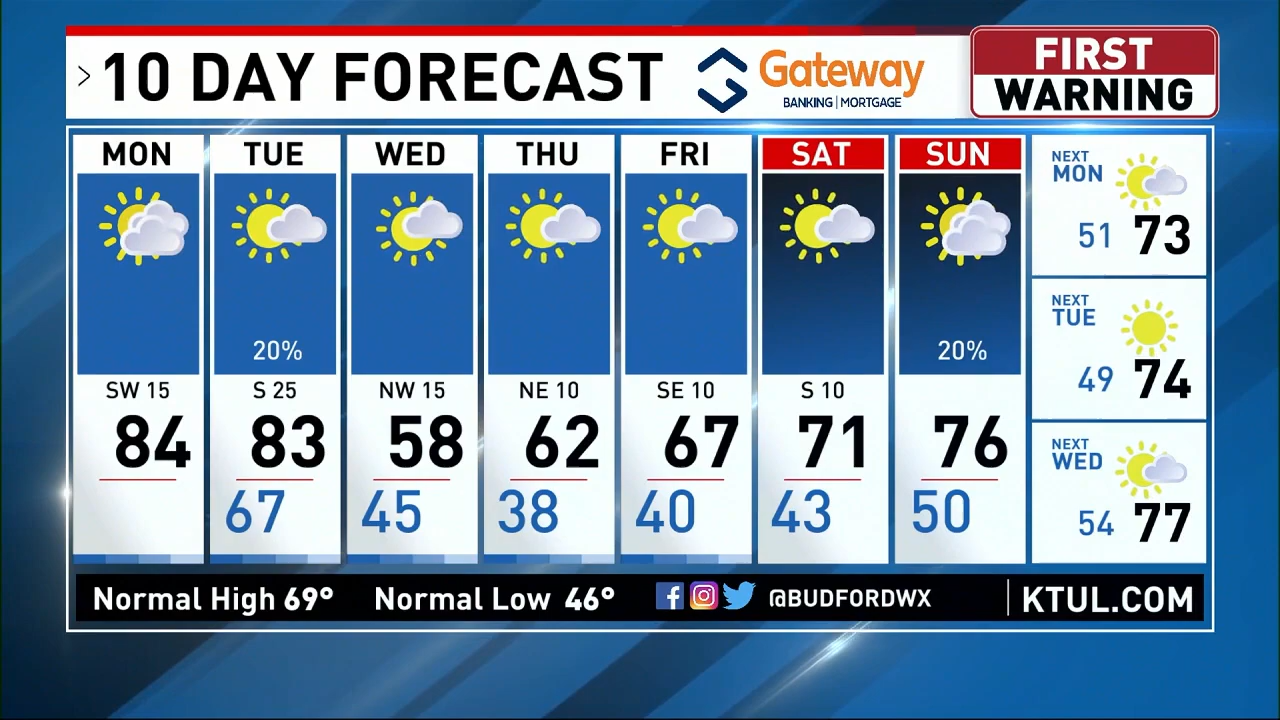 > 10 DAY FORECAST
Gateway
BANKING | MORTGAGE
FIRST
WARNING
MON
SW 15
84
TUE
20%
S 25
83
67
WED
NW 15
58
45
THU
NE 10
62
38
FRI
SE 10
67
40
SAT
S 10
71
43
SUN
20%
76
50
NEXT
MON
51 73
NEXT
TUE
49 74
NEXT
WED
54 77
Normal High 69° Normal Low 46° @BUDFORDWX KTUL.COM